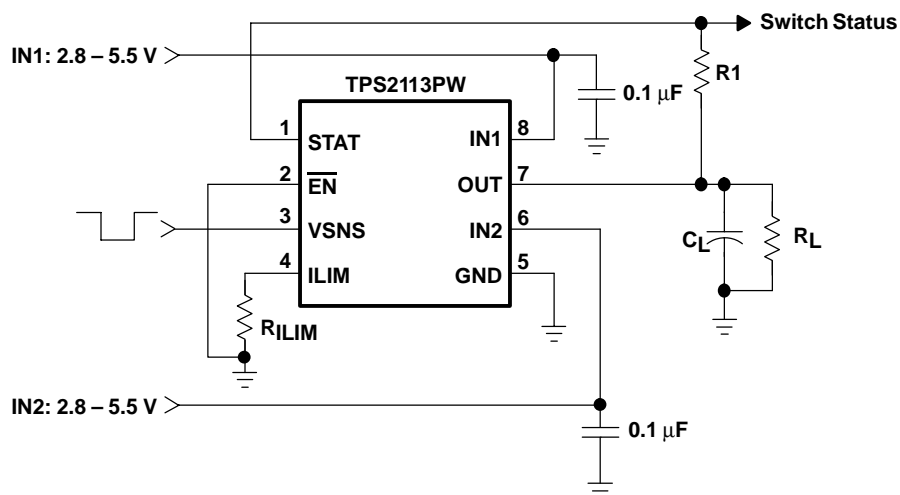 Switch Status
IN1: 2.8 – 5.5 V
R1
TPS2113PW
0.1 μF
1
STAT
IN1
8
2
EN
OUT
7
3
VSNS
IN2
6
4
ILIM
GND
5
CL
RL
RILIM
IN2: 2.8 – 5.5 V
0.1 μF